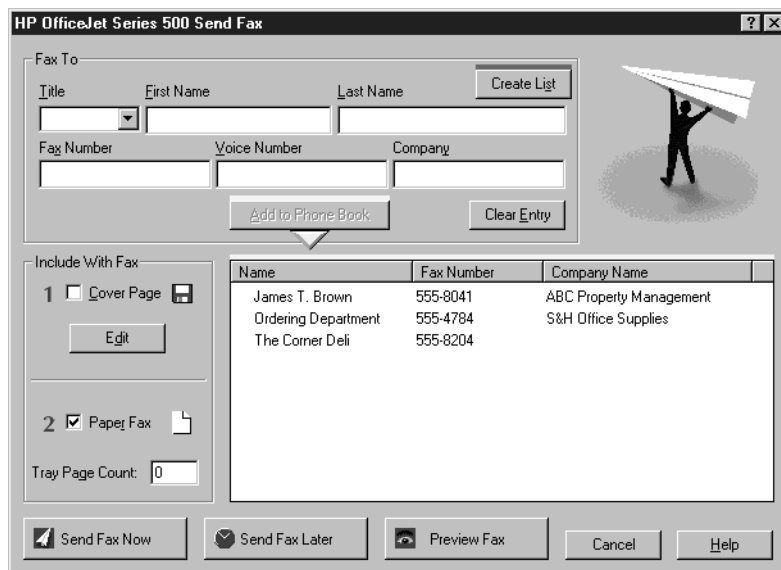 HP OfficeJet Series 500 Send Fax
Fax To
Create List
Title First Name Last Name
Fax Number Voice Number Company
Add to Phone Book Clear Entry
Include With Fax
1 Cover Page
Edit
2 Paper Fax
Tray Page Count: 0
Name Fax Number Company Name
James T. Brown 555-8041 ABC Property Management
Ordering Department 555-4784 S&H Office Supplies
The Corner Deli 555-8204
Send Fax Now Send Fax Later Preview Fax Cancel Help